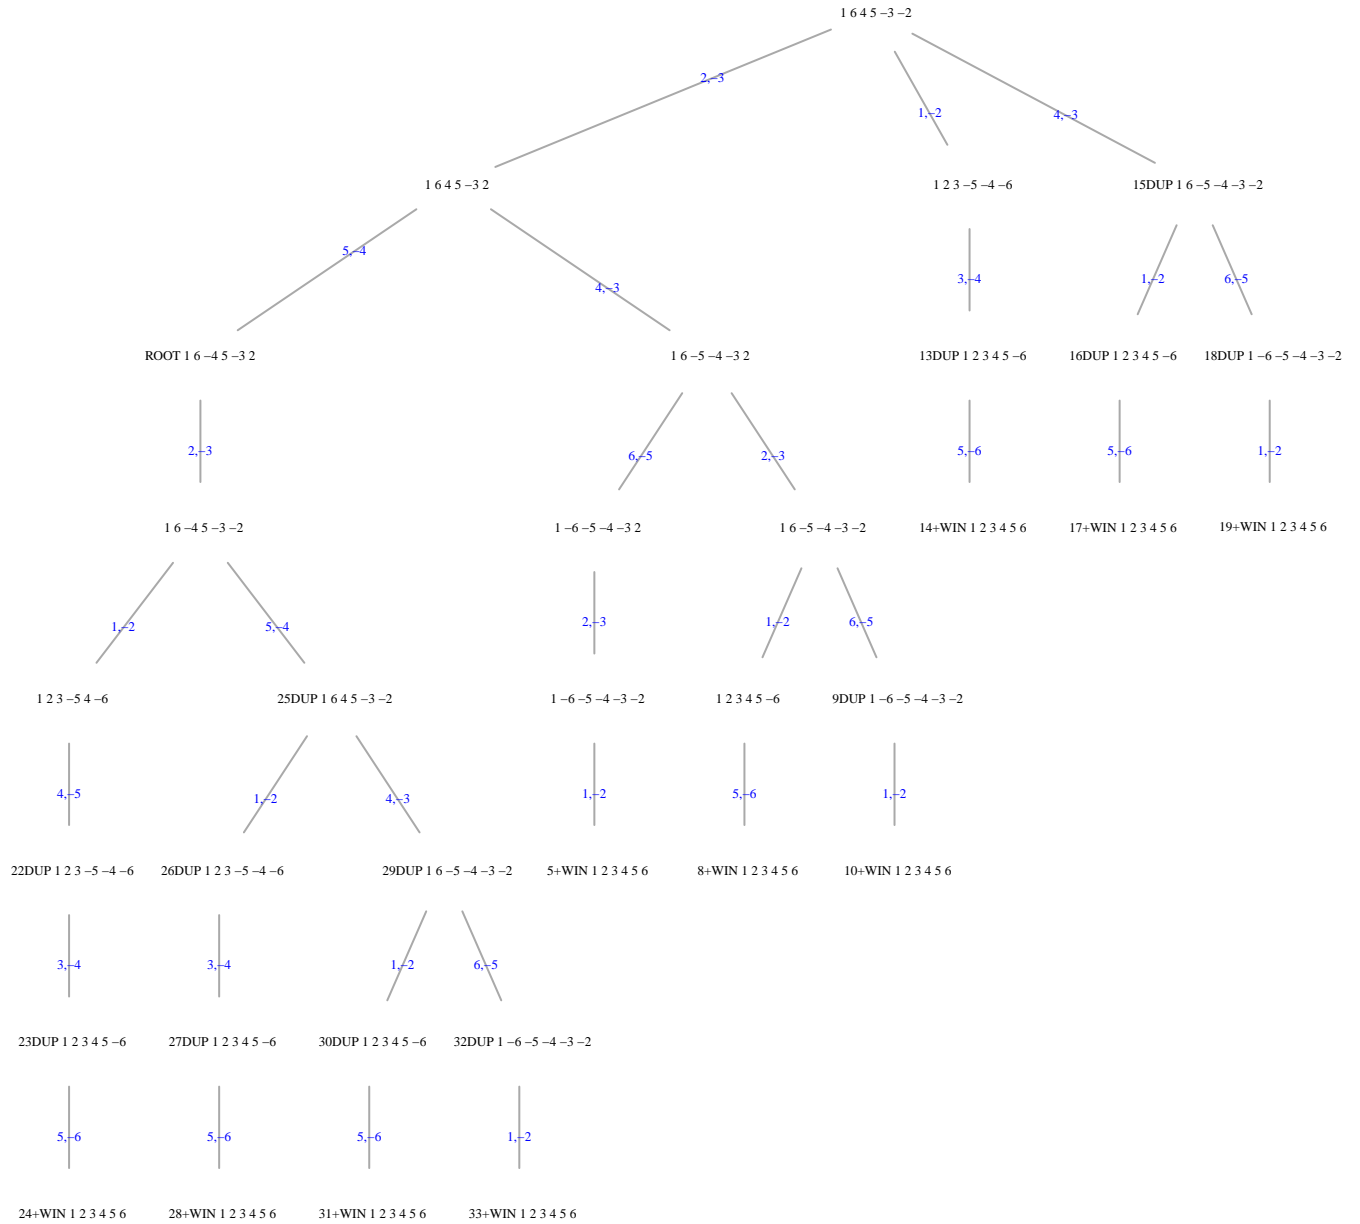 1 6 4 5 −3 −2
2,−3
1,−2
4,−3
1 6 4 5 −3 2
1 2 3 −5 −4 −6
15DUP 1 6 −5 −4 −3 −2
5,−4
4,−3
3,−4
1,−2
6,−5
ROOT 1 6 −4 5 −3 2
1 6 −5 −4 −3 2
13DUP 1 2 3 4 5 −6
16DUP 1 2 3 4 5 −6
18DUP 1 −6 −5 −4 −3 −2
2,−3
6,−5
2,−3
5,−6
5,−6
1,−2
1 6 −4 5 −3 −2
1 −6 −5 −4 −3 2
1 6 −5 −4 −3 −2
14+WIN 1 2 3 4 5 6
17+WIN 1 2 3 4 5 6
19+WIN 1 2 3 4 5 6
1,−2
5,−4
2,−3
1,−2
6,−5
1 2 3 −5 4 −6
25DUP 1 6 4 5 −3 −2
1 −6 −5 −4 −3 −2
1 2 3 4 5 −6
9DUP 1 −6 −5 −4 −3 −2
4,−5
1,−2
4,−3
1,−2
5,−6
1,−2
22DUP 1 2 3 −5 −4 −6
26DUP 1 2 3 −5 −4 −6
29DUP 1 6 −5 −4 −3 −2
5+WIN 1 2 3 4 5 6
8+WIN 1 2 3 4 5 6
10+WIN 1 2 3 4 5 6
3,−4
3,−4
1,−2
6,−5
23DUP 1 2 3 4 5 −6
27DUP 1 2 3 4 5 −6
30DUP 1 2 3 4 5 −6
32DUP 1 −6 −5 −4 −3 −2
5,−6
5,−6
5,−6
1,−2
24+WIN 1 2 3 4 5 6
28+WIN 1 2 3 4 5 6
31+WIN 1 2 3 4 5 6
33+WIN 1 2 3 4 5 6